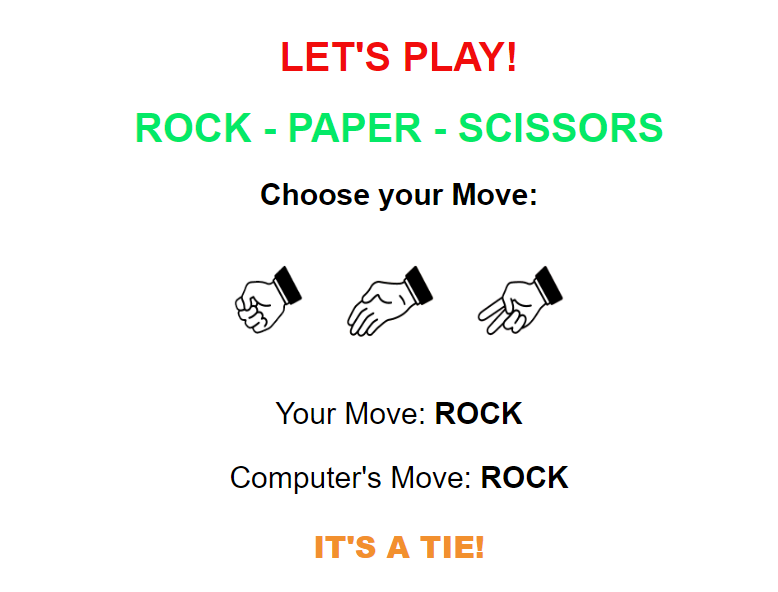 LET'S PLAY!
ROCK - PAPER - SCISSORS
Choose your Move:
Your Move: ROCK
Computer's Move: ROCK
IT'S A TIE!